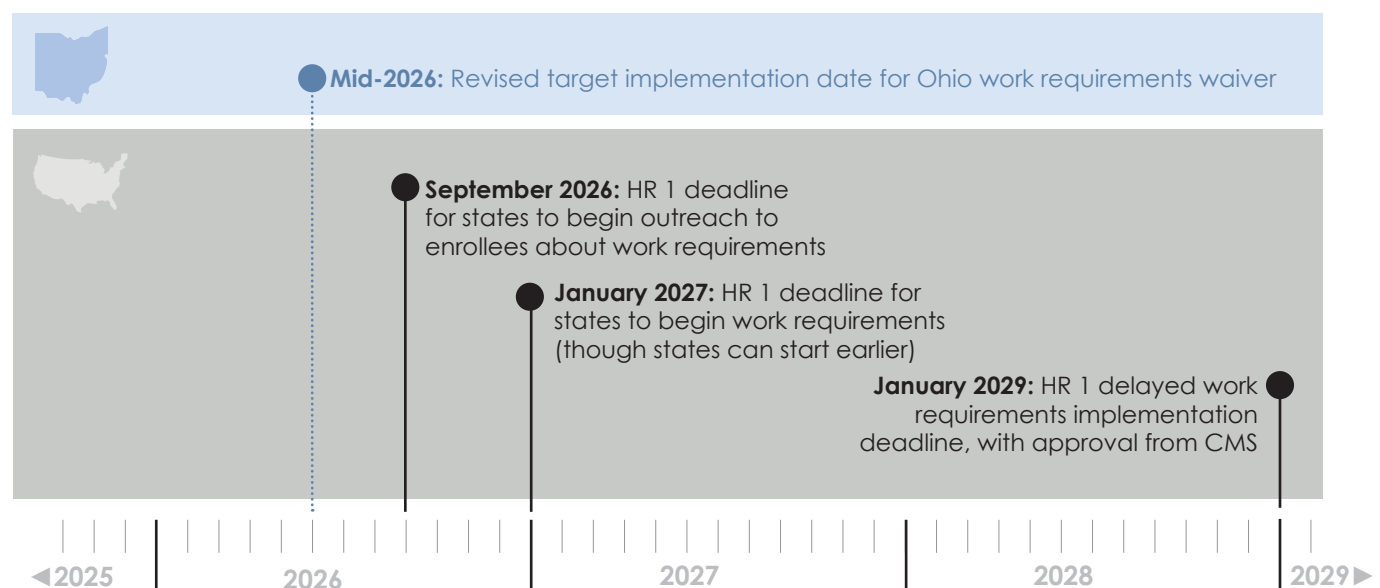 Mid-2026: Revised target implementation date for Ohio work requirements waiver
September 2026: HR 1 deadline
for states to begin outreach to
enrollees about work requirements
January 2027: HR 1 deadline for
states to begin work requirements
(though states can start earlier)
January 2029: HR 1 delayed work
requirements implementation
deadline, with approval from CMS
2025 2026 2027 2028 2029